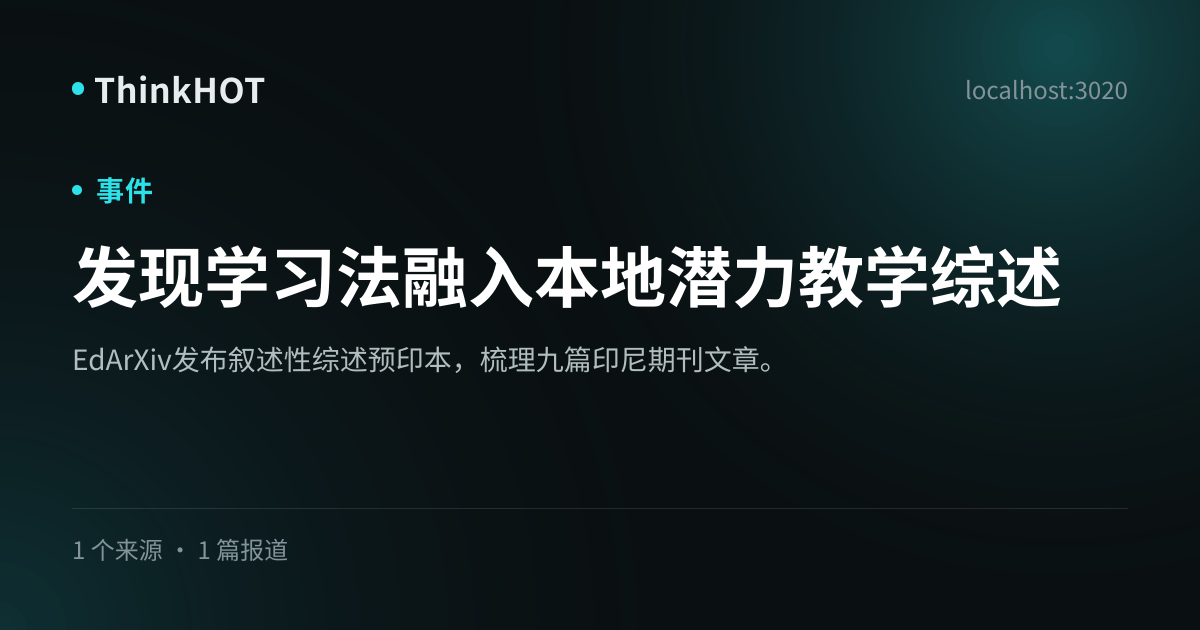 ThinkHOT
localhost:3020
事件
发现学习法融入本地潜力教学综述
EdArXiv发布叙述性综述预印本，梳理九篇印尼期刊文章。
1 个来源 · 1 篇报道